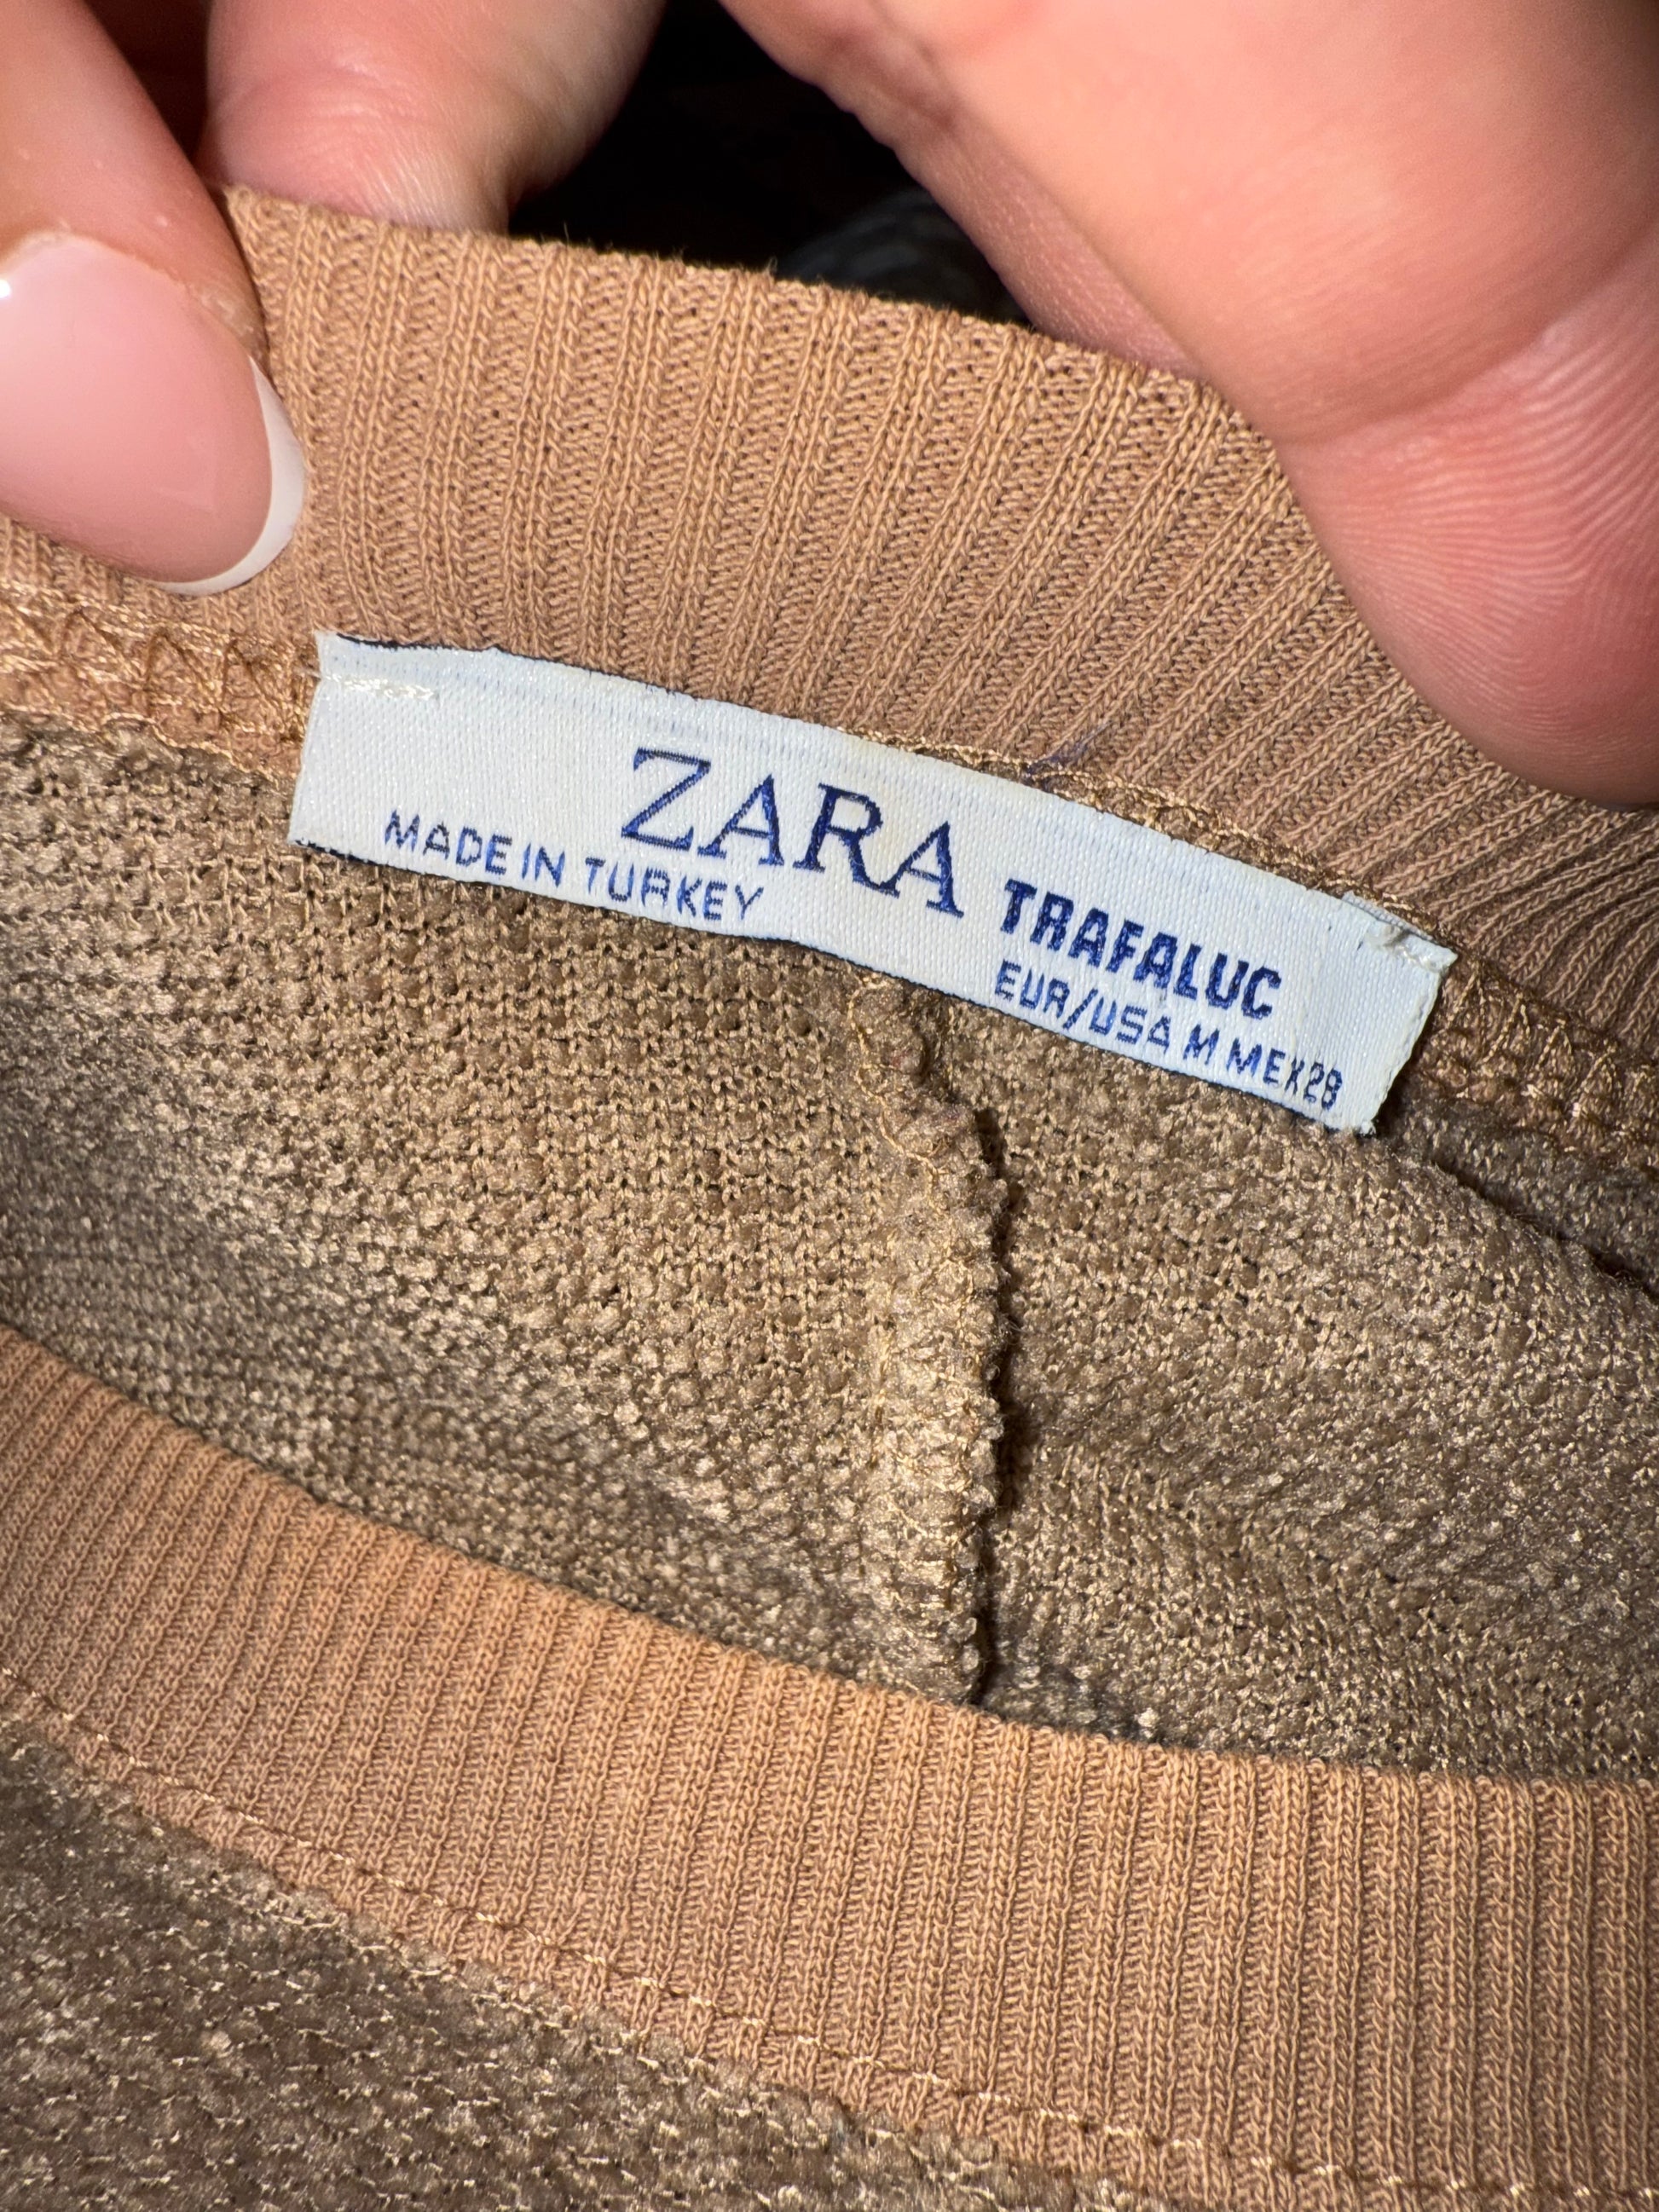 ZARA TRAFALUC
MADE IN TURKEY EUR/USA M MEX28